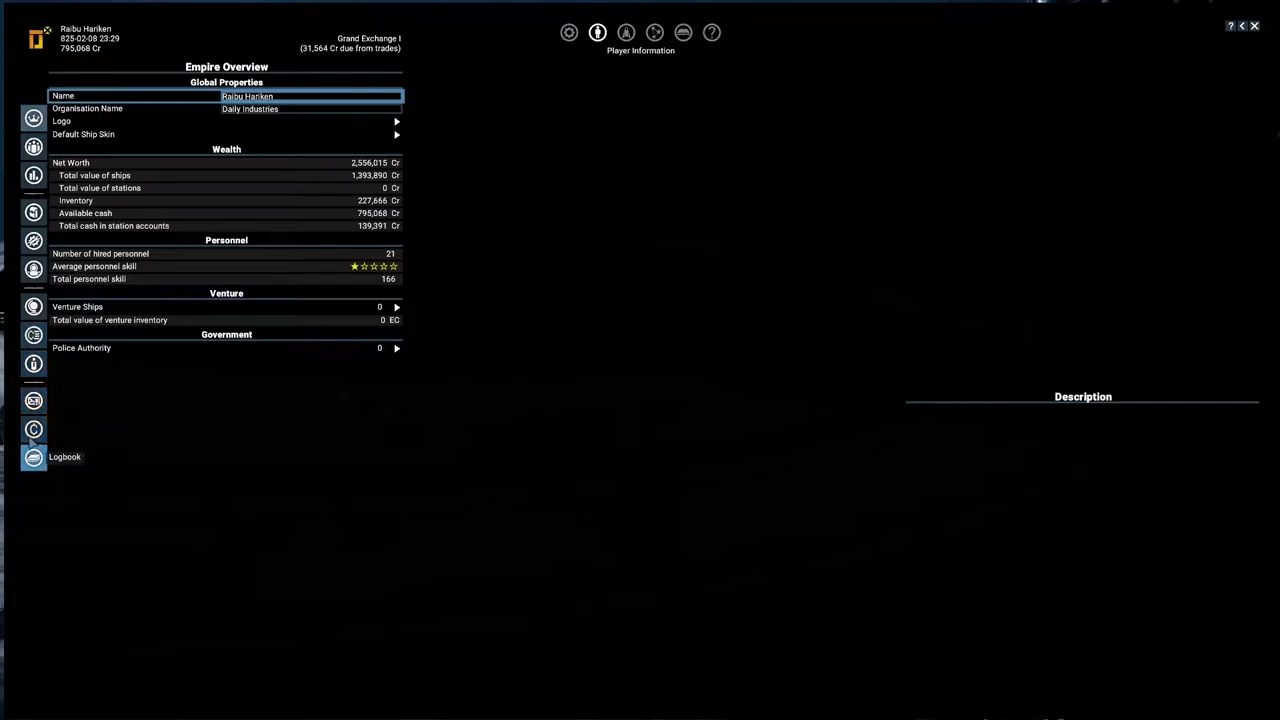 Raibu Hariken
825-02-08 23:29
795,068 Cr
Grand Exchange I
(31,564 Cr due from trades)
Player Information
Empire Overview
Global Properties
Name Raibu Hariken
Organisation Name Daily Industries
Logo
Default Ship Skin
Wealth
Net Worth 2,556,015 Cr
Total value of ships 1,393,890 Cr
Total value of stations 0 Cr
Inventory 227,666 Cr
Available cash 795,068 Cr
Total cash in station accounts 139,391 Cr
Personnel
Number of hired personnel 21
Average personnel skill
Total personnel skill 166
Venture
Venture Ships 0
Total value of venture inventory 0 EC
Government
Police Authority 0
Description
Logbook